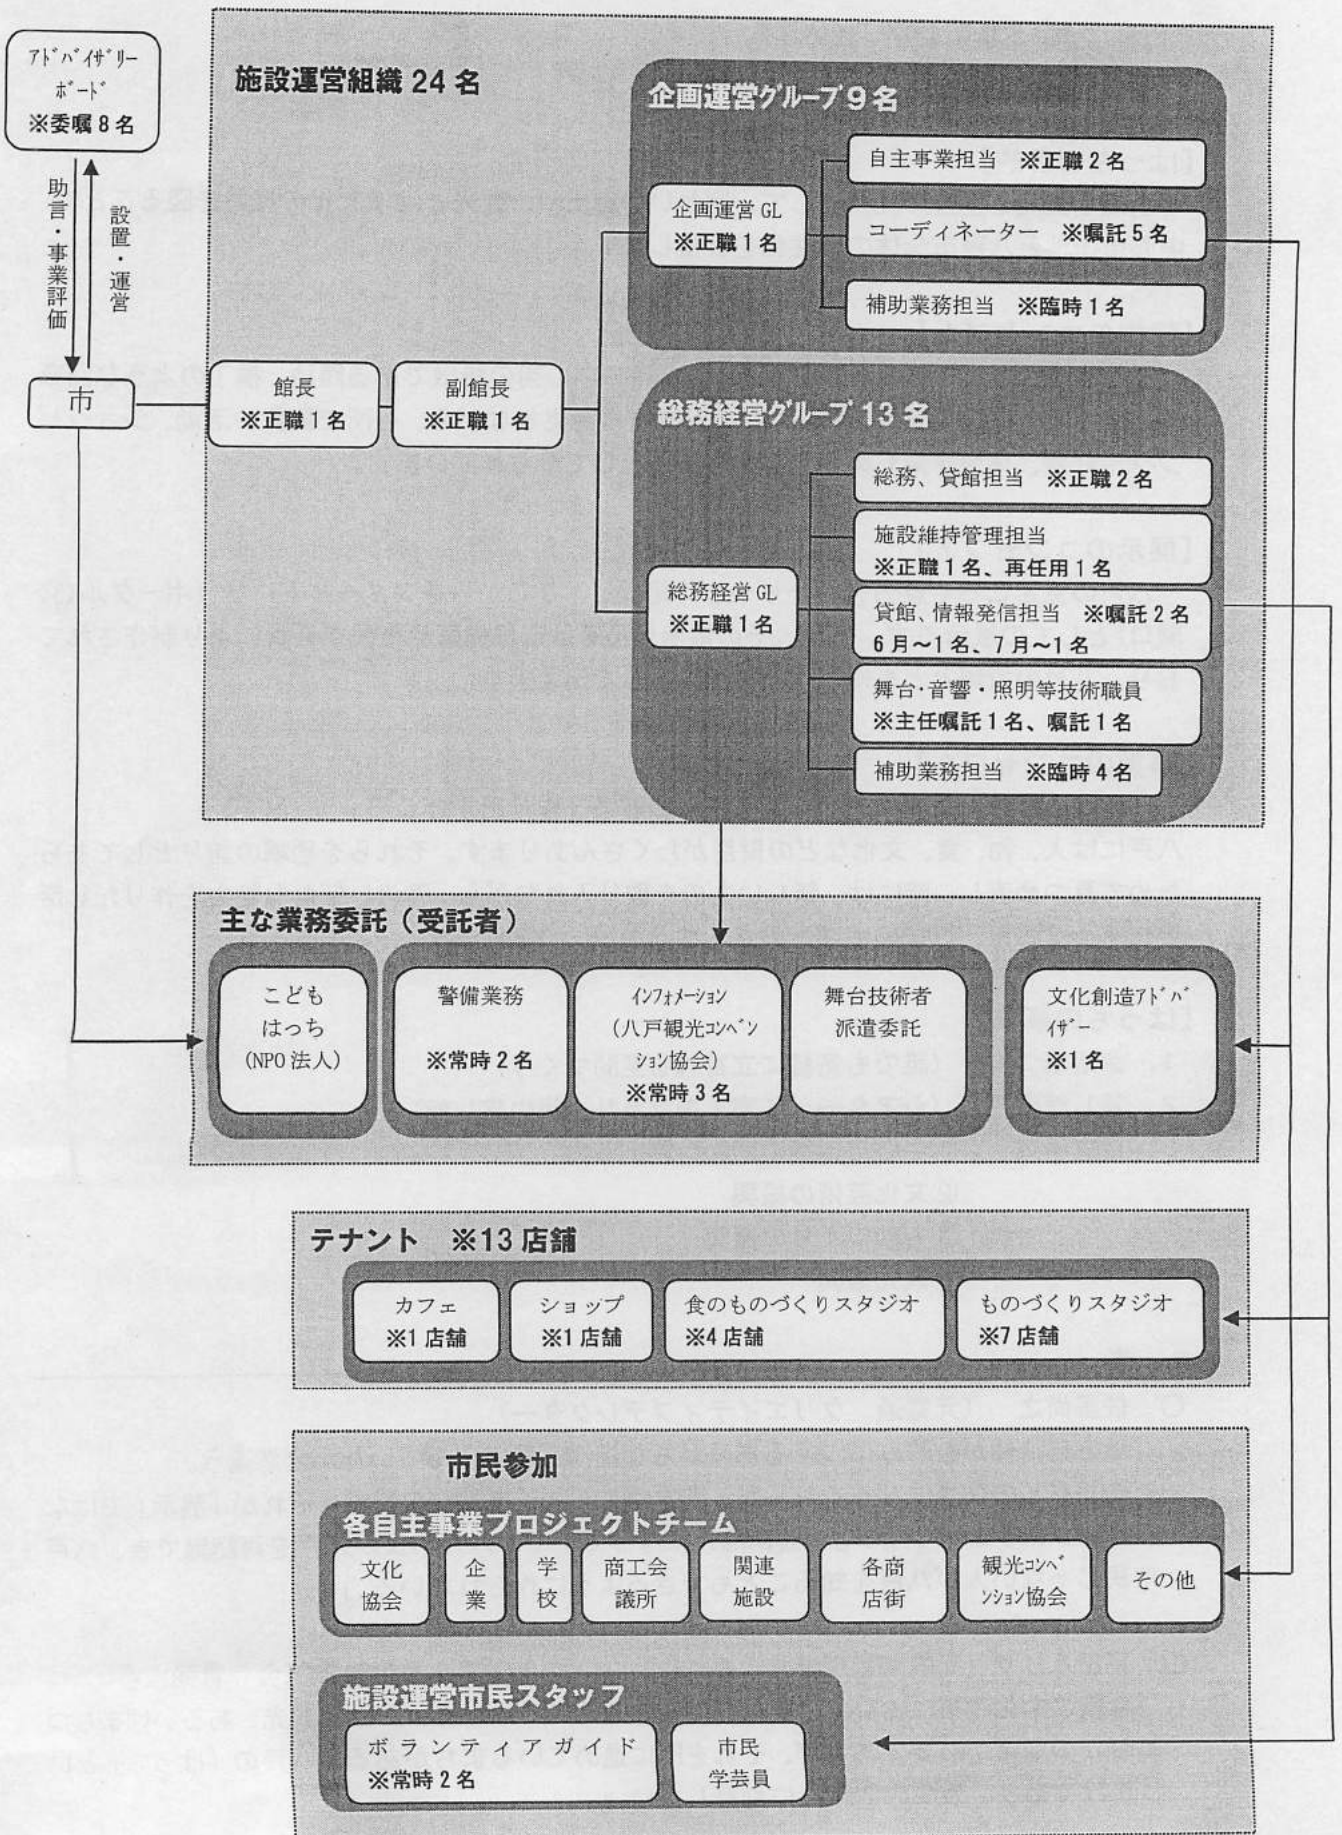 アドバイザリー
ボード
※委嘱8名
助言・事業評価
設置・運営
市
施設運営組織24名
館長
※正職1名
副館長
※正職1名
企画運営グループ9名
企画運営GL
※正職1名
自主事業担当 ※正職2名
コーディネーター ※嘱託5名
補助業務担当 ※臨時1名
総務経営グループ13名
総務経営GL
※正職1名
総務、貸館担当 ※正職2名
施設維持管理担当
※正職1名、再任用1名
貸館、情報発信担当 ※嘱託2名
6月～1名、7月～1名
舞台・音響・照明等技術職員
※主任嘱託1名、嘱託1名
補助業務担当 ※臨時4名
主な業務委託(受託者)
こども
はっち
(NPO法人)
警備業務
※常時2名
インフォメーション
(八戸観光コンベン
ション協会)
※常時3名
舞台技術者
派遣委託
文化創造アドバ
イザー
※1名
テナント ※13店舗
カフェ
※1店舗
ショップ
※1店舗
食のものづくりスタジオ
※4店舗
ものづくりスタジオ
※7店舗
市民参加
各自主事業プロジェクトチーム
文化
協会
企
業
学
校
商工会
議所
関連
施設
各商
店街
観光コンベ
ンション協会
その他
施設運営市民スタッフ
ボランティアガイド
※常時2名
市民
学芸員